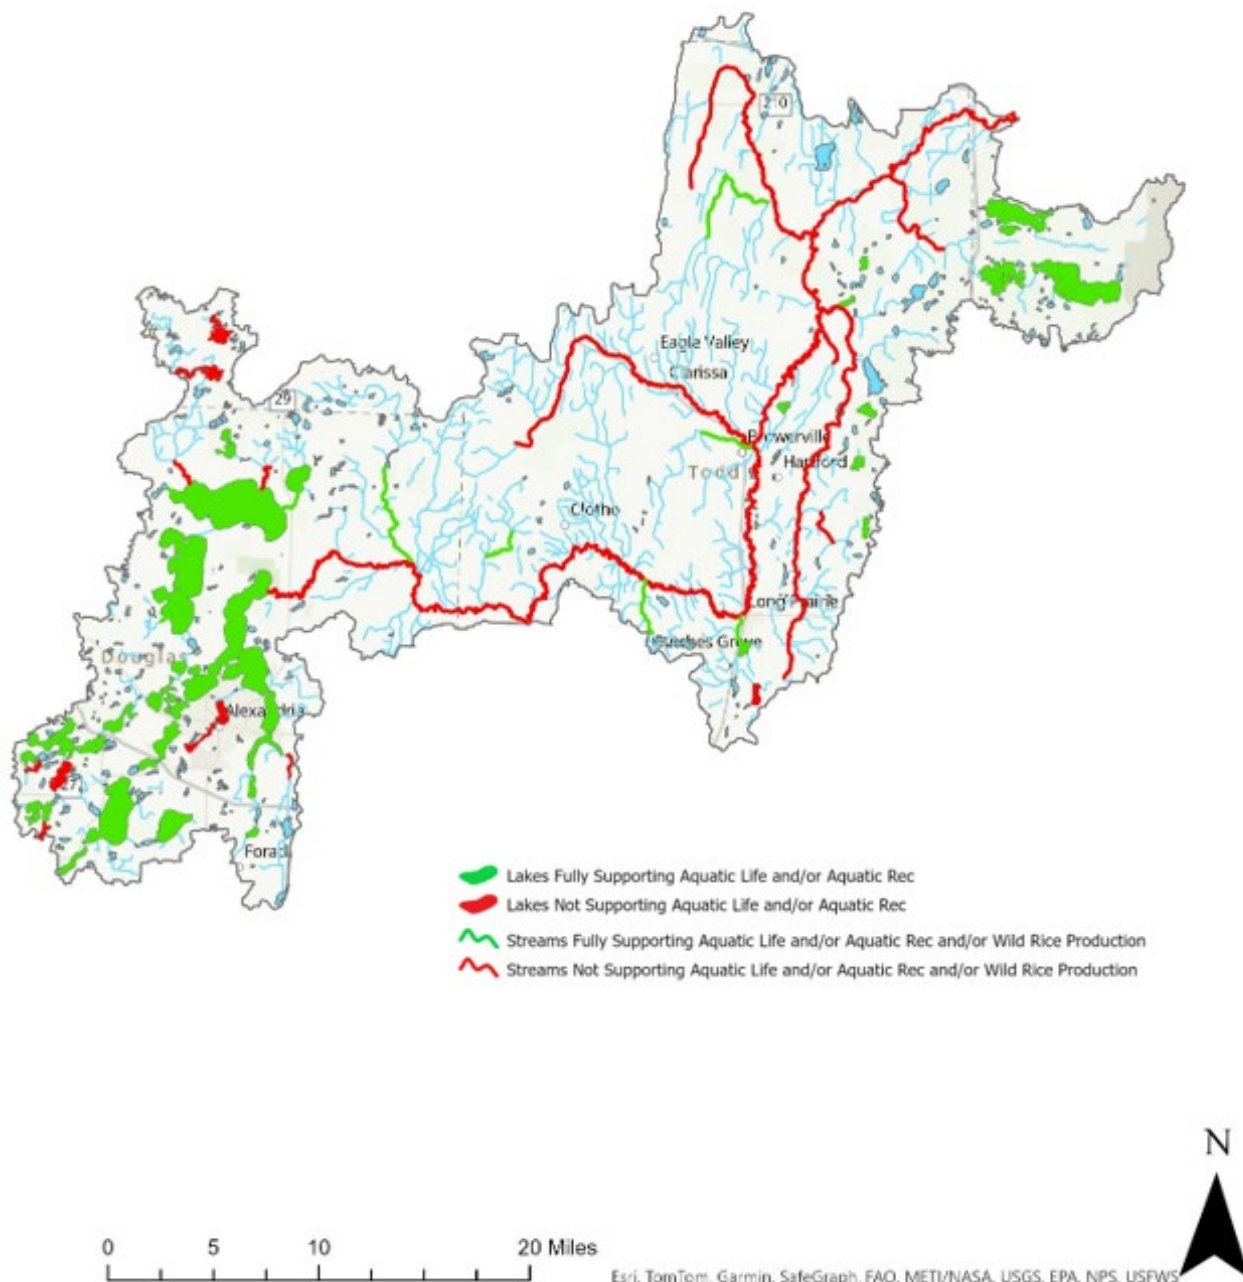 210
Eagle Valley
Clarissa
29
Browerville
Todd
Hartford
Clotho
Long Prairie
Grove
Douglas
Alexandria
27
Forada
Lakes Fully Supporting Aquatic Life and/or Aquatic Rec
Lakes Not Supporting Aquatic Life and/or Aquatic Rec
Streams Fully Supporting Aquatic Life and/or Aquatic Rec and/or Wild Rice Production
Streams Not Supporting Aquatic Life and/or Aquatic Rec and/or Wild Rice Production
N
0 5 10 20 Miles
Esri, TomTom, Garmin, SafeGraph, FAO, METI/NASA, USGS, EPA, NPS, USFWS